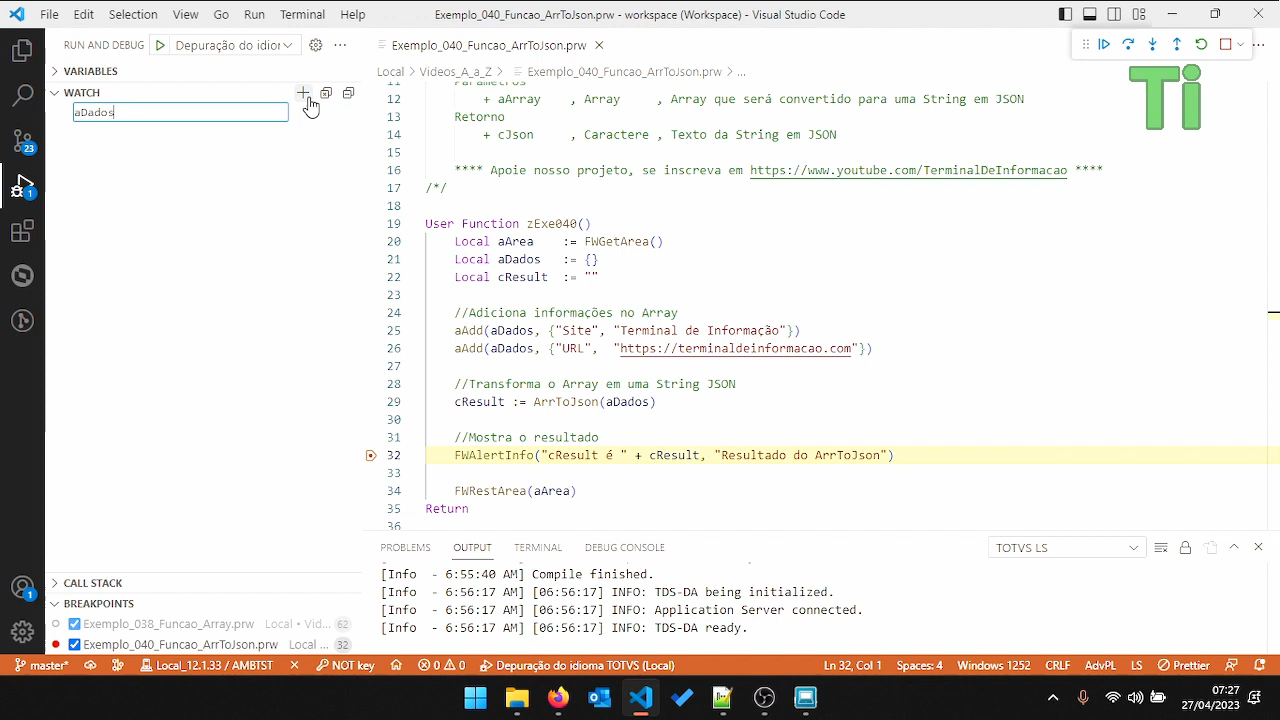 File Edit Selection View Go Run Terminal Help Exemplo_040_Funcao_ArrToJson.prw - workspace (Workspace) - Visual Studio Code
RUN AND DEBUG Depuração do idior
VARIABLES
WATCH
aDados
Exemplo_040_Funcao_ArrToJson.prw
Local > Videos_A_a_Z > Exemplo_040_Funcao_ArrToJson.prw > ...
Ti
11 Parametros
12 + aArray , Array , Array que será convertido para uma String em JSON
13 Retorno
14 + cJson , Caractere , Texto da String em JSON
15
16 **** Apoie nosso projeto, se inscreva em https://www.youtube.com/TerminalDeInformacao ****
17 /*/
18
19 User Function zExe040()
20 Local aArea := FWGetArea()
21 Local aDados := {}
22 Local cResult := ""
23
24 //Adiciona informações no Array
25 aAdd(aDados, {"Site", "Terminal de Informação"})
26 aAdd(aDados, {"URL", "https://terminaldeinformacao.com"})
27
28 //Transforma o Array em uma String JSON
29 cResult := ArrToJson(aDados)
30
31 //Mostra o resultado
32 FWAlertInfo("cResult é " + cResult, "Resultado do ArrToJson")
33
34 FWRestArea(aArea)
35 Return
36
PROBLEMS OUTPUT TERMINAL DEBUG CONSOLE TOTVS LS
[Info - 6:55:40 AM] Compile finished.
[Info - 6:56:17 AM] [06:56:17] INFO: TDS-DA being initialized.
[Info - 6:56:17 AM] [06:56:17] INFO: Application Server connected.
[Info - 6:56:17 AM] [06:56:17] INFO: TDS-DA ready.
CALL STACK
BREAKPOINTS
Exemplo_038_Funcao_Array.prw Local • Vid... 62
Exemplo_040_Funcao_ArrToJson.prw Local ... 32
23
1
1
master* Local_12.1.33 / AMBTST NOT key 0 0 Depuração do idioma TOTVS (Local) Ln 32, Col 1 Spaces: 4 Windows 1252 CRLF AdvPL LS Prettier
07:27
27/04/2023